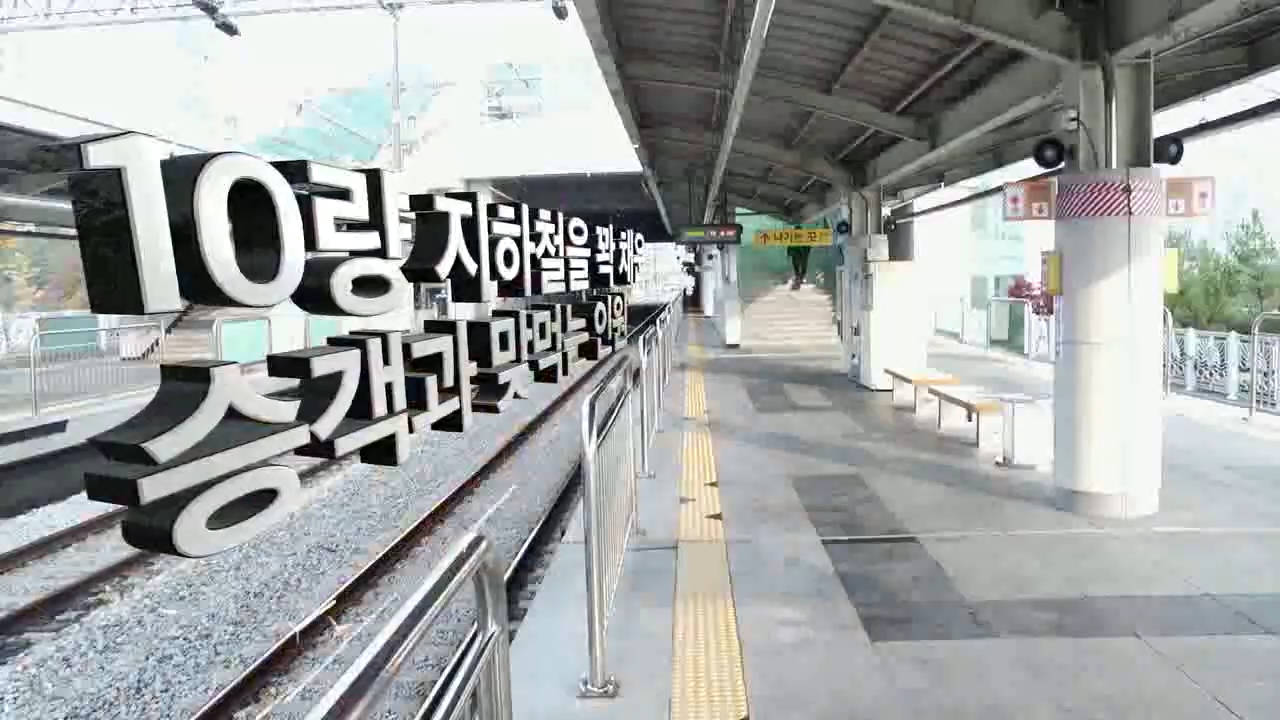 10량 지하철을 꽉 채운
승객과 맞먹는 인원
나가는 곳